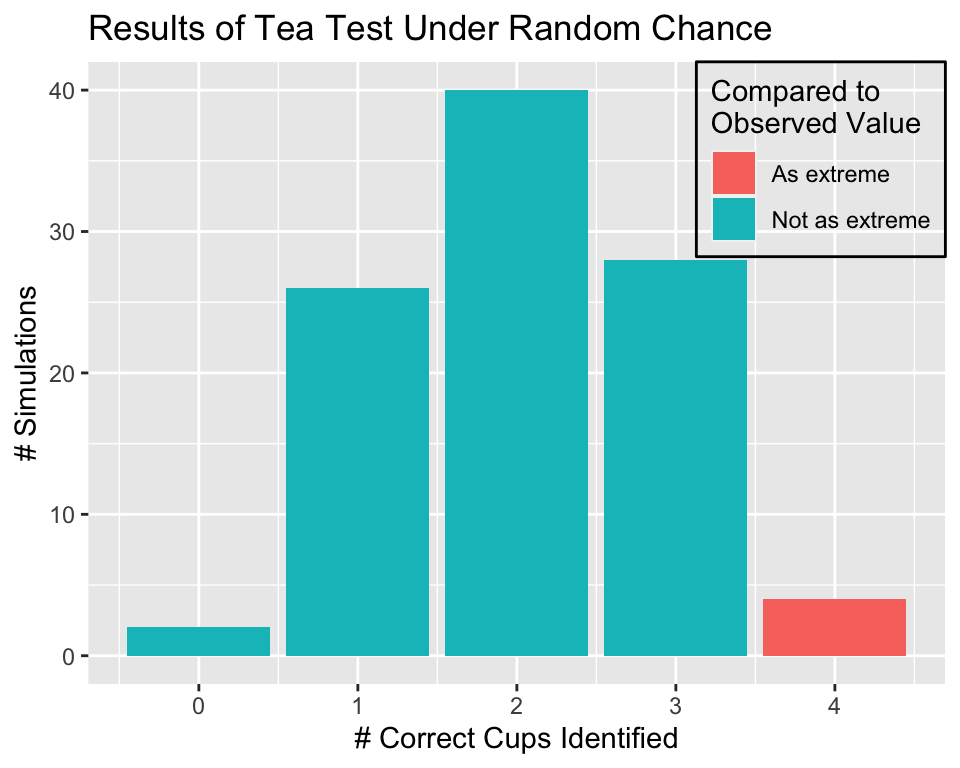 Results of Tea Test Under Random Chance
Compared to
Observed Value
As extreme
Not as extreme
# Simulations
40
30
20
10
0
0 1 2 3 4
# Correct Cups Identified